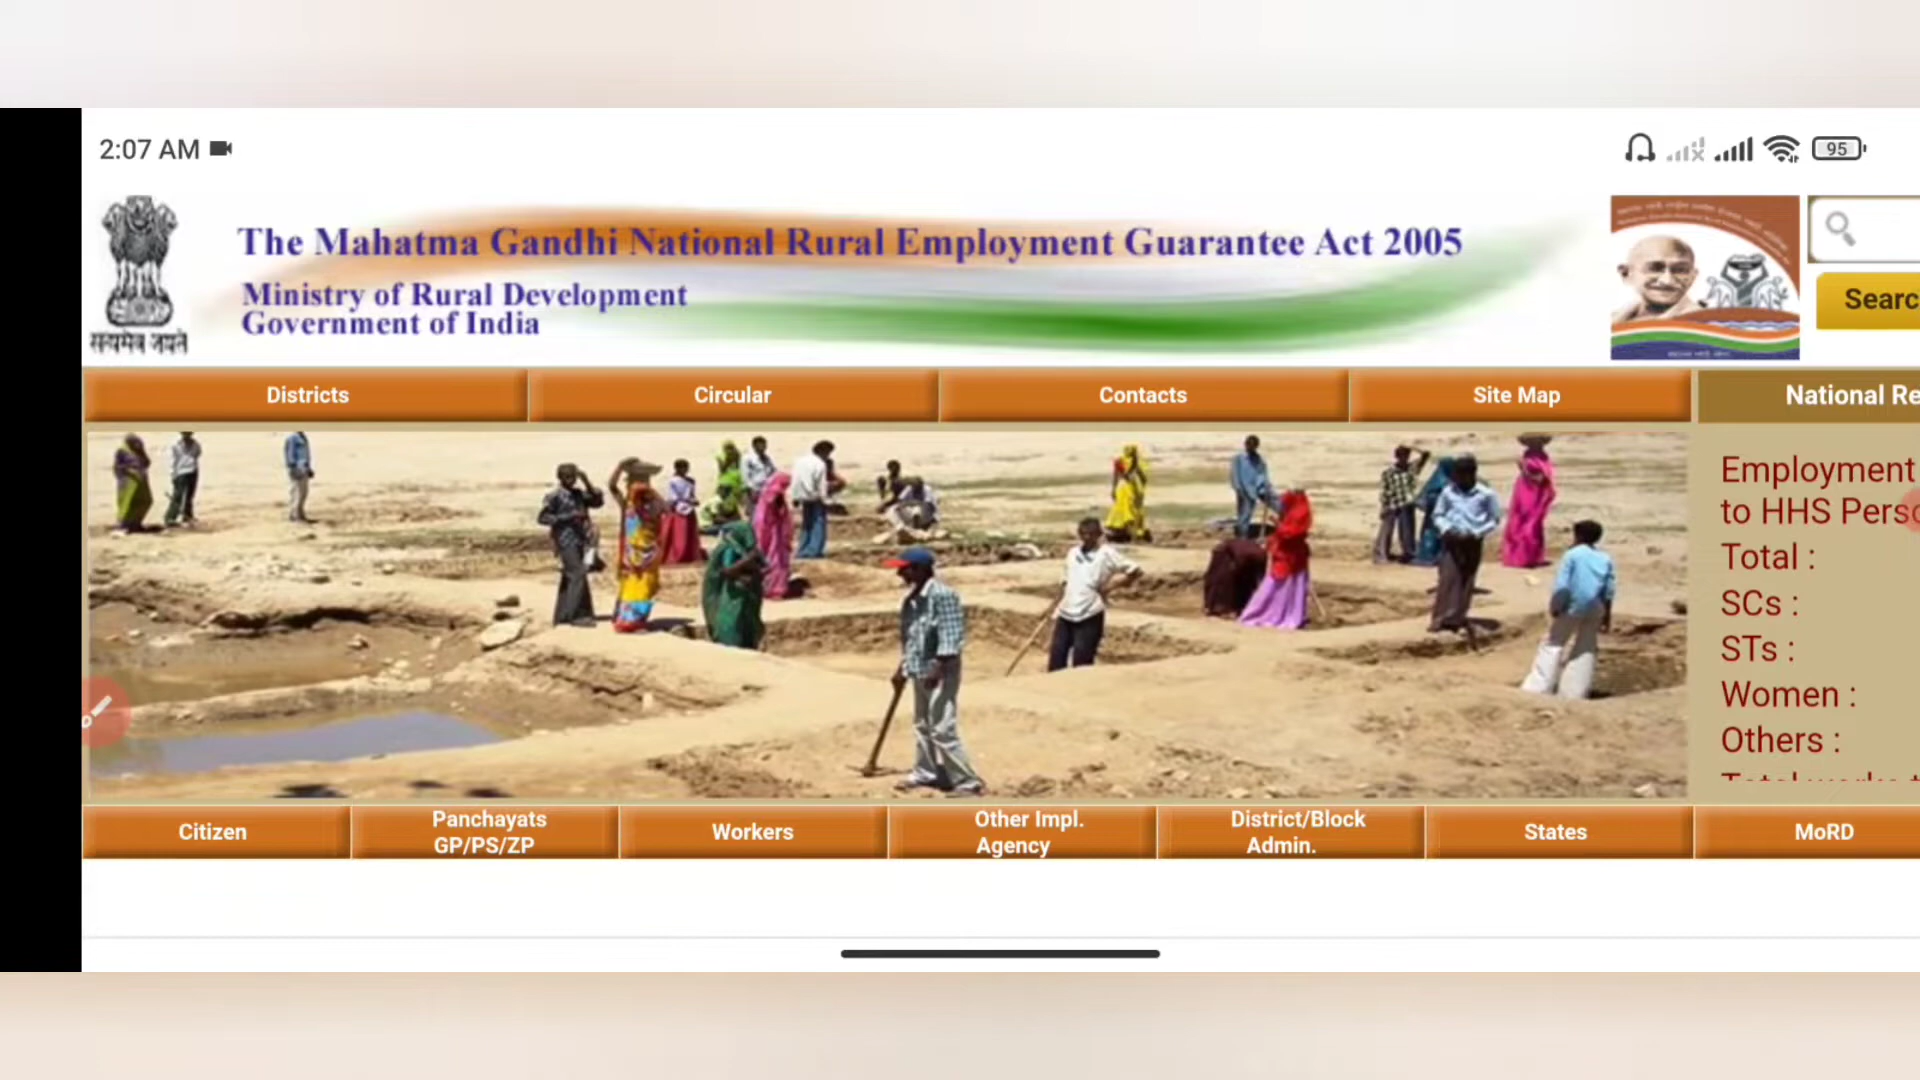 2:07 AM
95
The Mahatma Gandhi National Rural Employment Guarantee Act 2005
Ministry of Rural Development
Government of India
सत्यमेव जयते
Searc
Districts
Circular
Contacts
Site Map
National Re
Employment
to HHS Perso
Total :
SCs :
STs :
Women :
Others :
Citizen
Panchayats
GP/PS/ZP
Workers
Other Impl.
Agency
District/Block
Admin.
States
MoRD